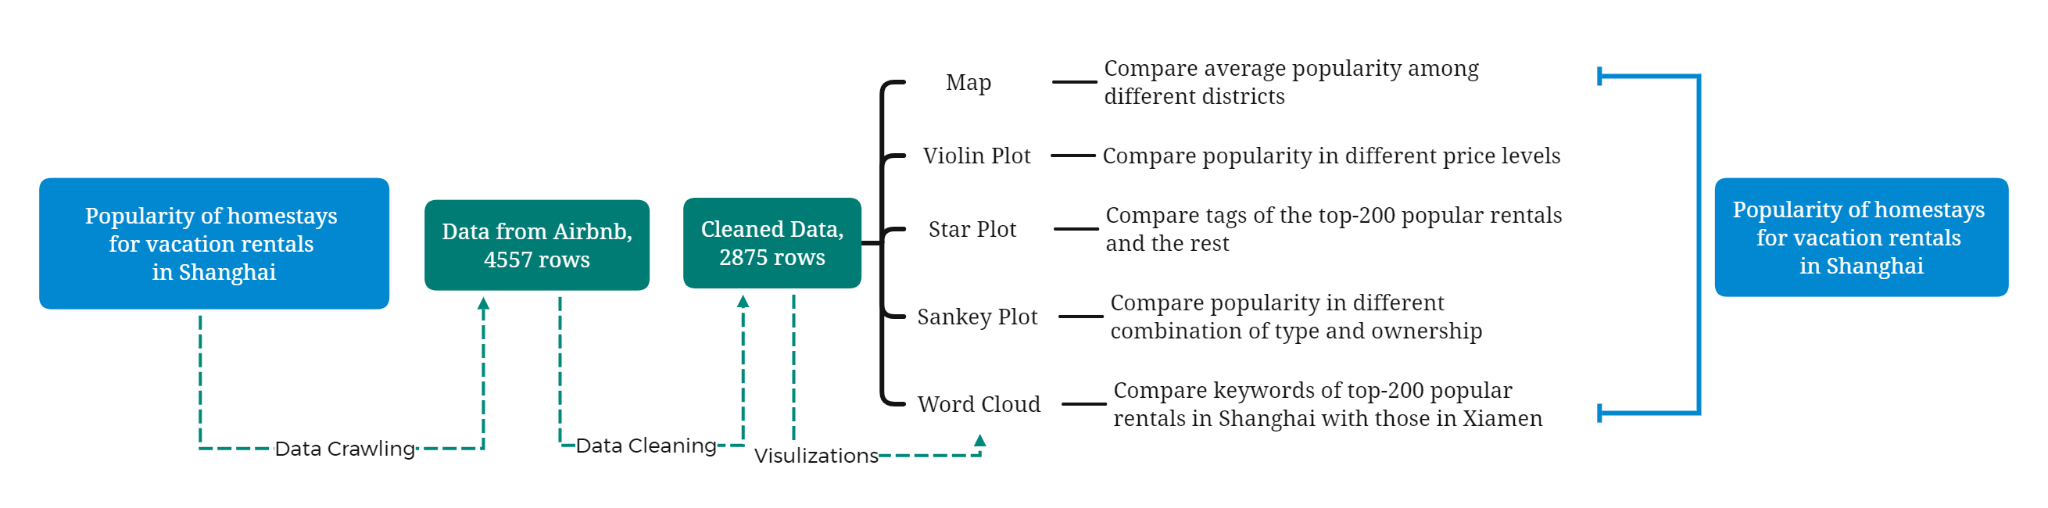 Popularity of homestays
for vacation rentals
in Shanghai
Data Crawling
Data from Airbnb,
4557 rows
Data Cleaning
Cleaned Data,
2875 rows
Visulizations
Map
Compare average popularity among
different districts
Violin Plot
Compare popularity in different price levels
Star Plot
Compare tags of the top-200 popular rentals
and the rest
Sankey Plot
Compare popularity in different
combination of type and ownership
Word Cloud
Compare keywords of top-200 popular
rentals in Shanghai with those in Xiamen
Popularity of homestays
for vacation rentals
in Shanghai